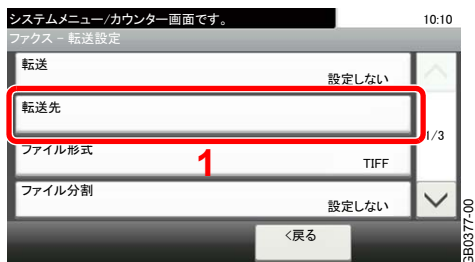 システムメニュー/カウンター画面です。
10:10
ファクス - 転送設定
転送
設定しない
転送先
1/3
ファイル形式
1
TIFF
ファイル分割
設定しない
<戻る
GB0377-00